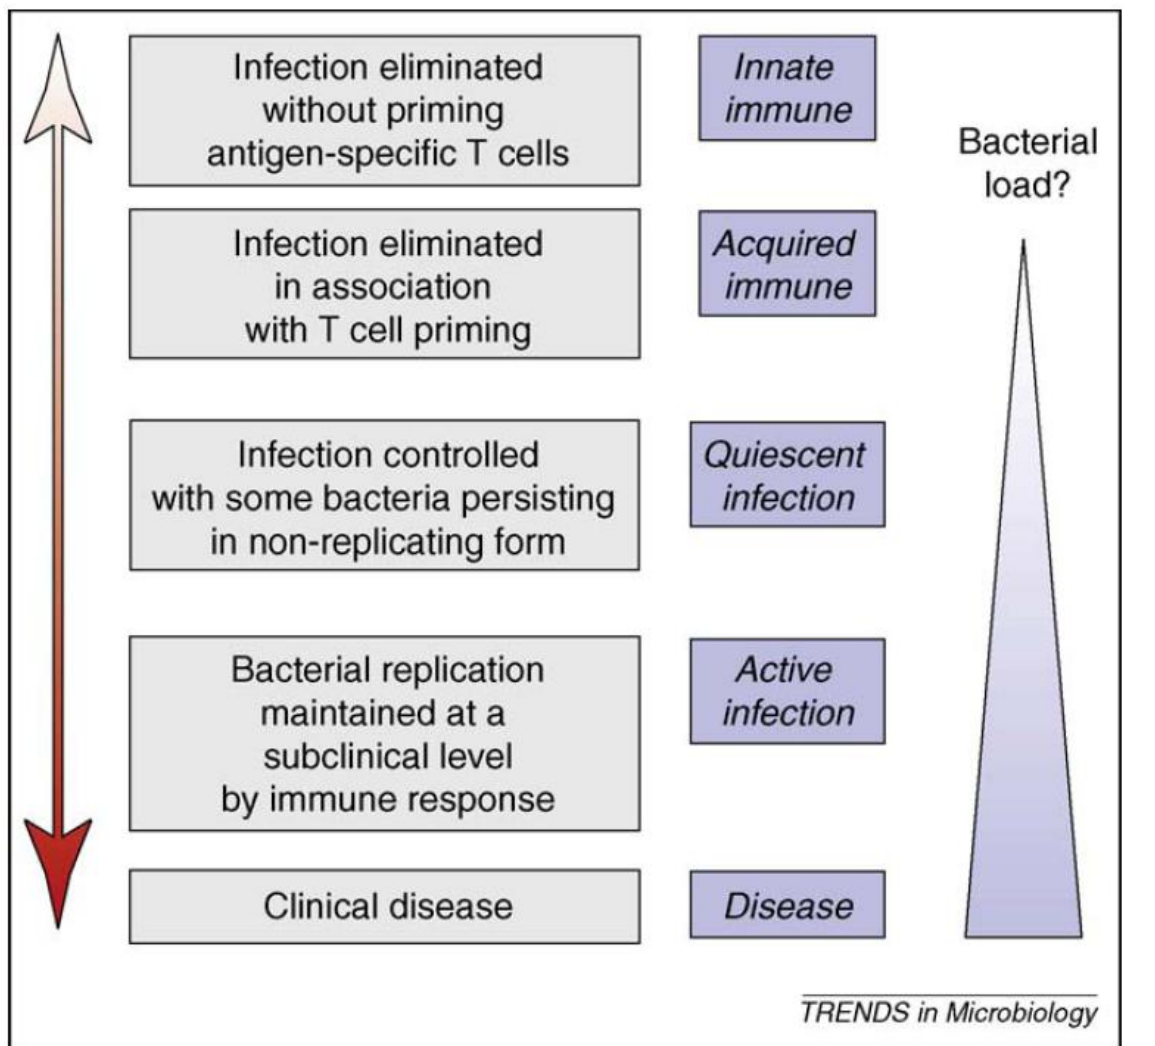 Infection eliminated
without priming
antigen-specific T cells
Innate
immune
Bacterial
load?
Infection eliminated
in association
with T cell priming
Acquired
immune
Infection controlled
with some bacteria persisting
in non-replicating form
Quiescent
infection
Bacterial replication
maintained at a
subclinical level
by immune response
Active
infection
Clinical disease
Disease
TRENDS in Microbiology